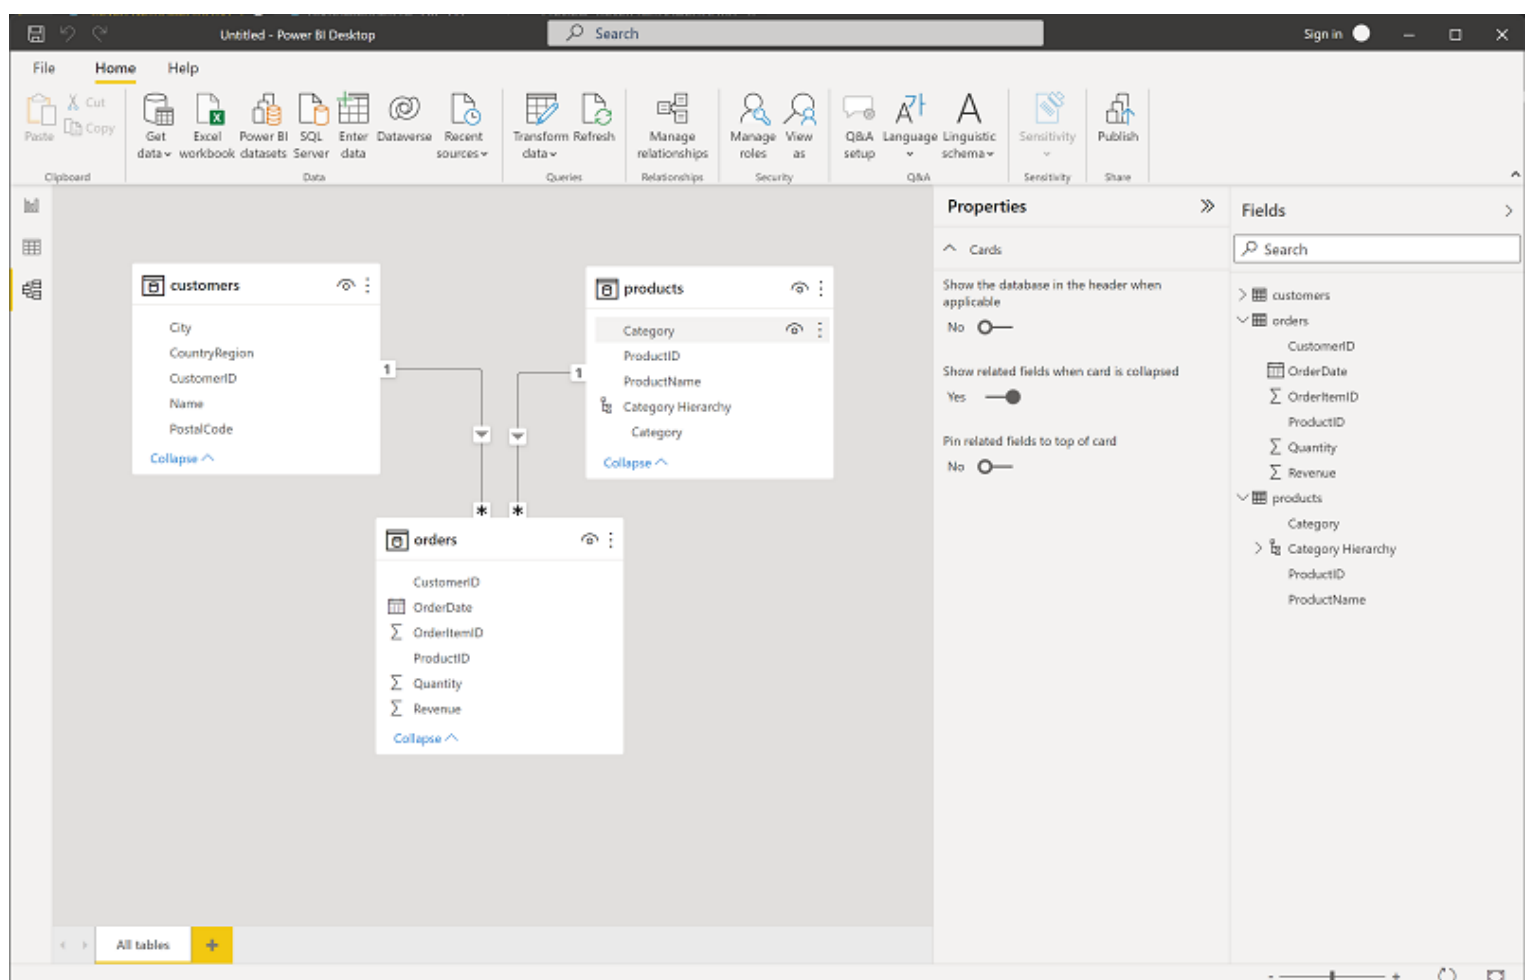 Untitled - Power BI Desktop
Search
Sign in
File Home Help
Paste
Cut
Copy
Clipboard
Get data
Excel workbook
Power BI datasets
SQL Server
Enter data
Dataverse
Recent sources
Data
Transform data
Refresh
Queries
Manage relationships
Relationships
Manage roles
View as
Security
Q&A setup
Language
Linguistic schema
Q&A
Sensitivity
Sensitivity
Publish
Share
customers
City
CountryRegion
CustomerID
Name
PostalCode
Collapse
1
products
Category
ProductID
ProductName
Category Hierarchy
Category
Collapse
1
*
*
orders
CustomerID
OrderDate
OrderItemID
ProductID
Quantity
Revenue
Collapse
All tables
+
Properties
Cards
Show the database in the header when
applicable
No
Show related fields when card is collapsed
Yes
Pin related fields to top of card
No
Fields
Search
customers
orders
CustomerID
OrderDate
OrderItemID
ProductID
Quantity
Revenue
products
Category
Category Hierarchy
ProductID
ProductName
- +